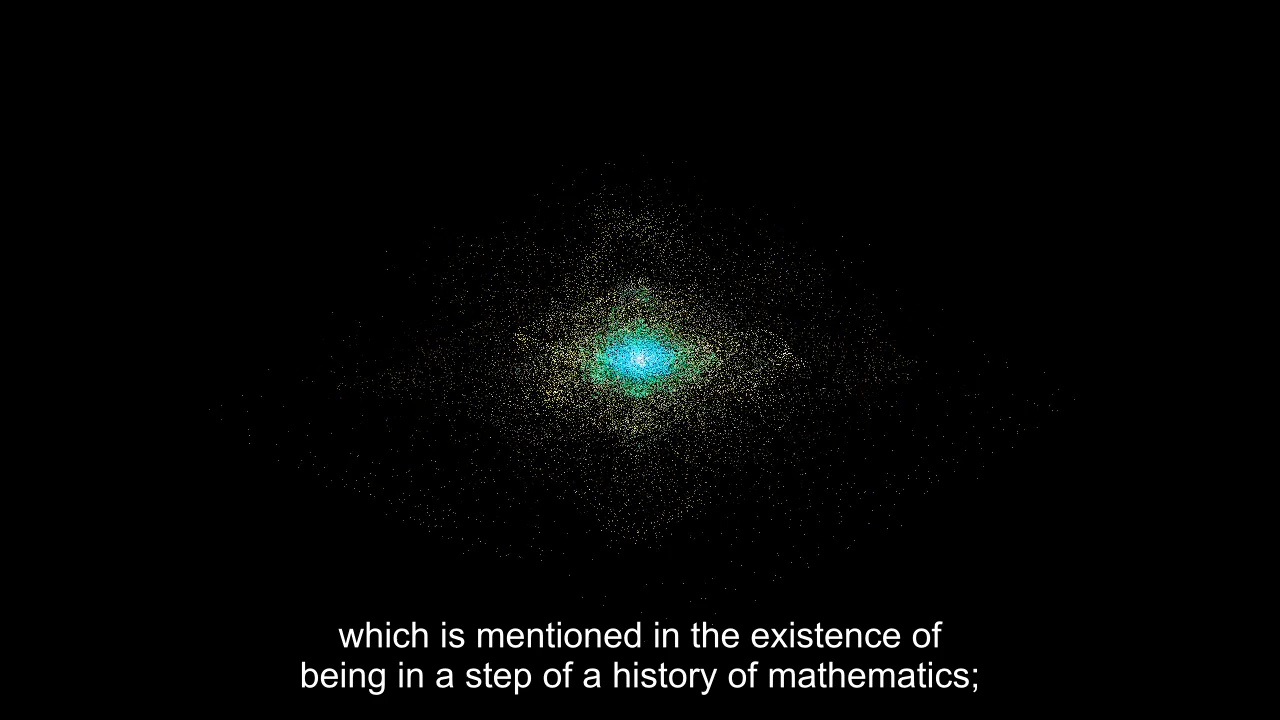 which is mentioned in the existence of
being in a step of a history of mathematics;